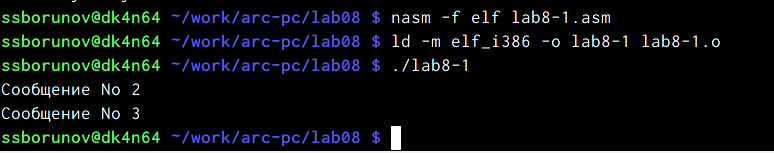 ssborunov@dk4n64 ~/work/arc-pc/lab08 $ nasm -f elf lab8-1.asm
ssborunov@dk4n64 ~/work/arc-pc/lab08 $ ld -m elf_i386 -o lab8-1 lab8-1.o
ssborunov@dk4n64 ~/work/arc-pc/lab08 $ ./lab8-1
Сообщение No 2
Сообщение No 3
ssborunov@dk4n64 ~/work/arc-pc/lab08 $